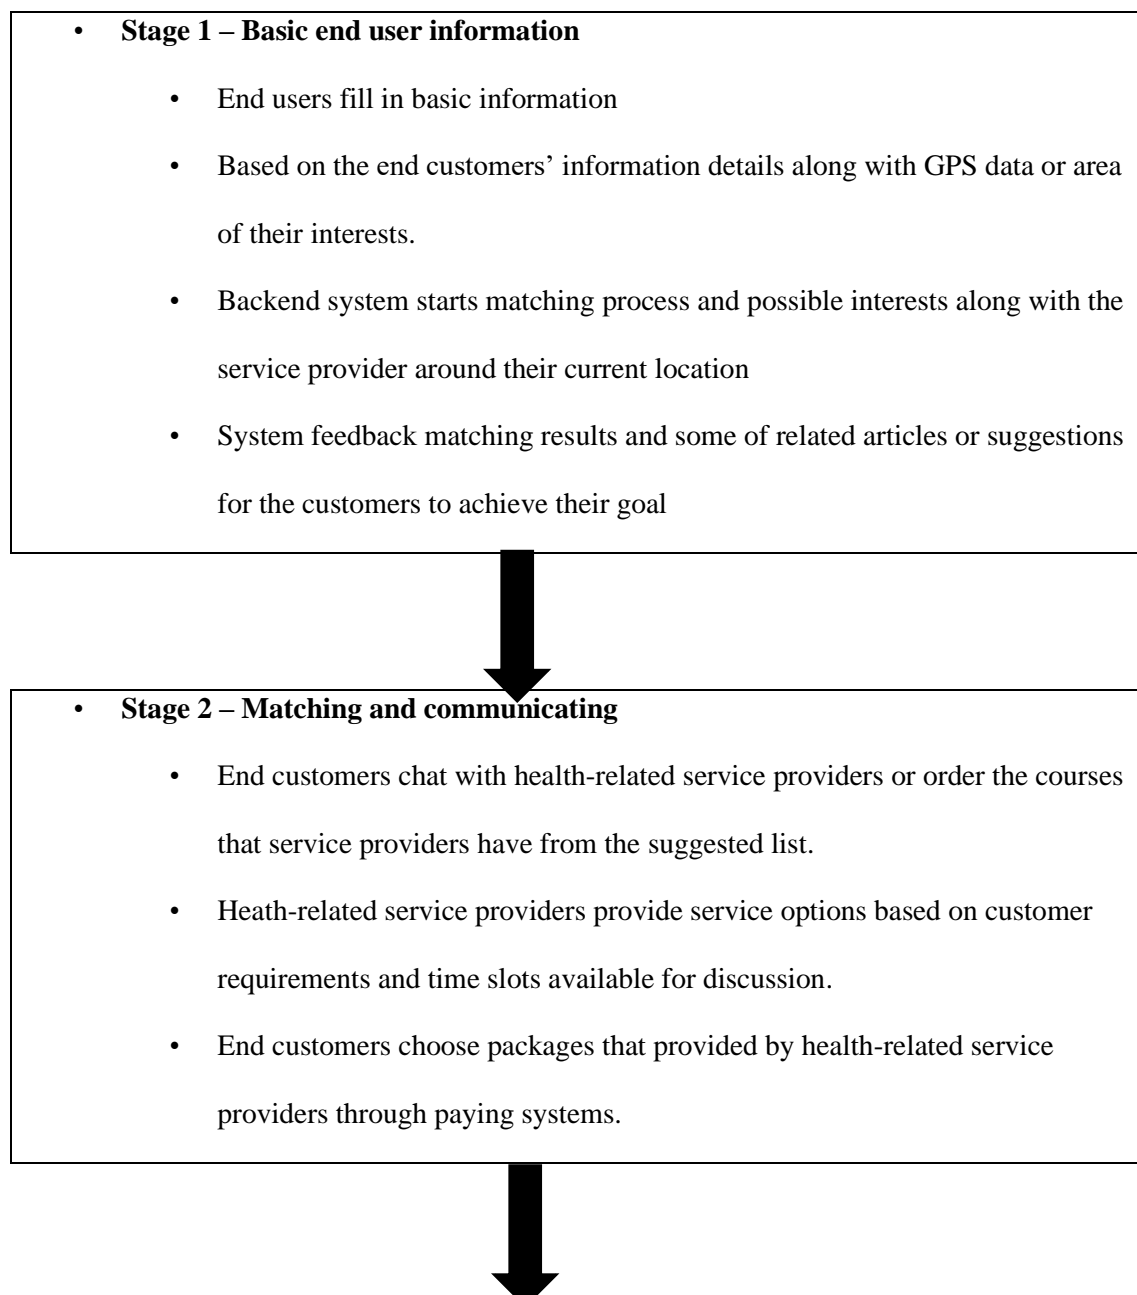 • Stage 1 – Basic end user information
• End users fill in basic information
• Based on the end customers’ information details along with GPS data or area
of their interests.
• Backend system starts matching process and possible interests along with the
service provider around their current location
• System feedback matching results and some of related articles or suggestions
for the customers to achieve their goal
• Stage 2 – Matching and communicating
• End customers chat with health-related service providers or order the courses
that service providers have from the suggested list.
• Heath-related service providers provide service options based on customer
requirements and time slots available for discussion.
• End customers choose packages that provided by health-related service
providers through paying systems.